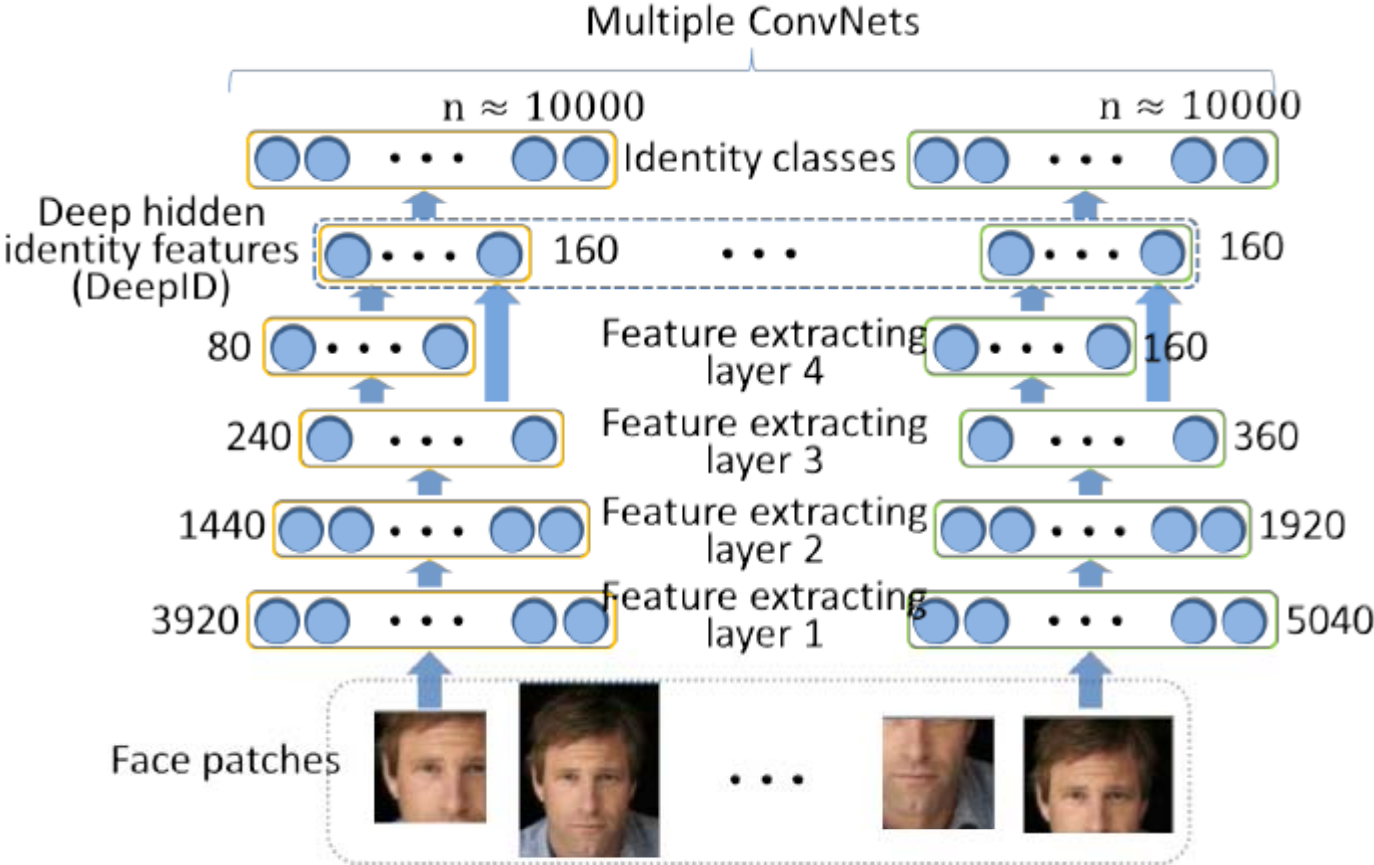 Multiple ConvNets
n ≈ 10000
n ≈ 10000
Identity classes
Deep hidden
identity features
(DeepID)
160
• • •
160
80
Feature extracting
layer 4
160
240
Feature extracting
layer 3
360
1440
Feature extracting
layer 2
1920
3920
Feature extracting
layer 1
5040
Face patches